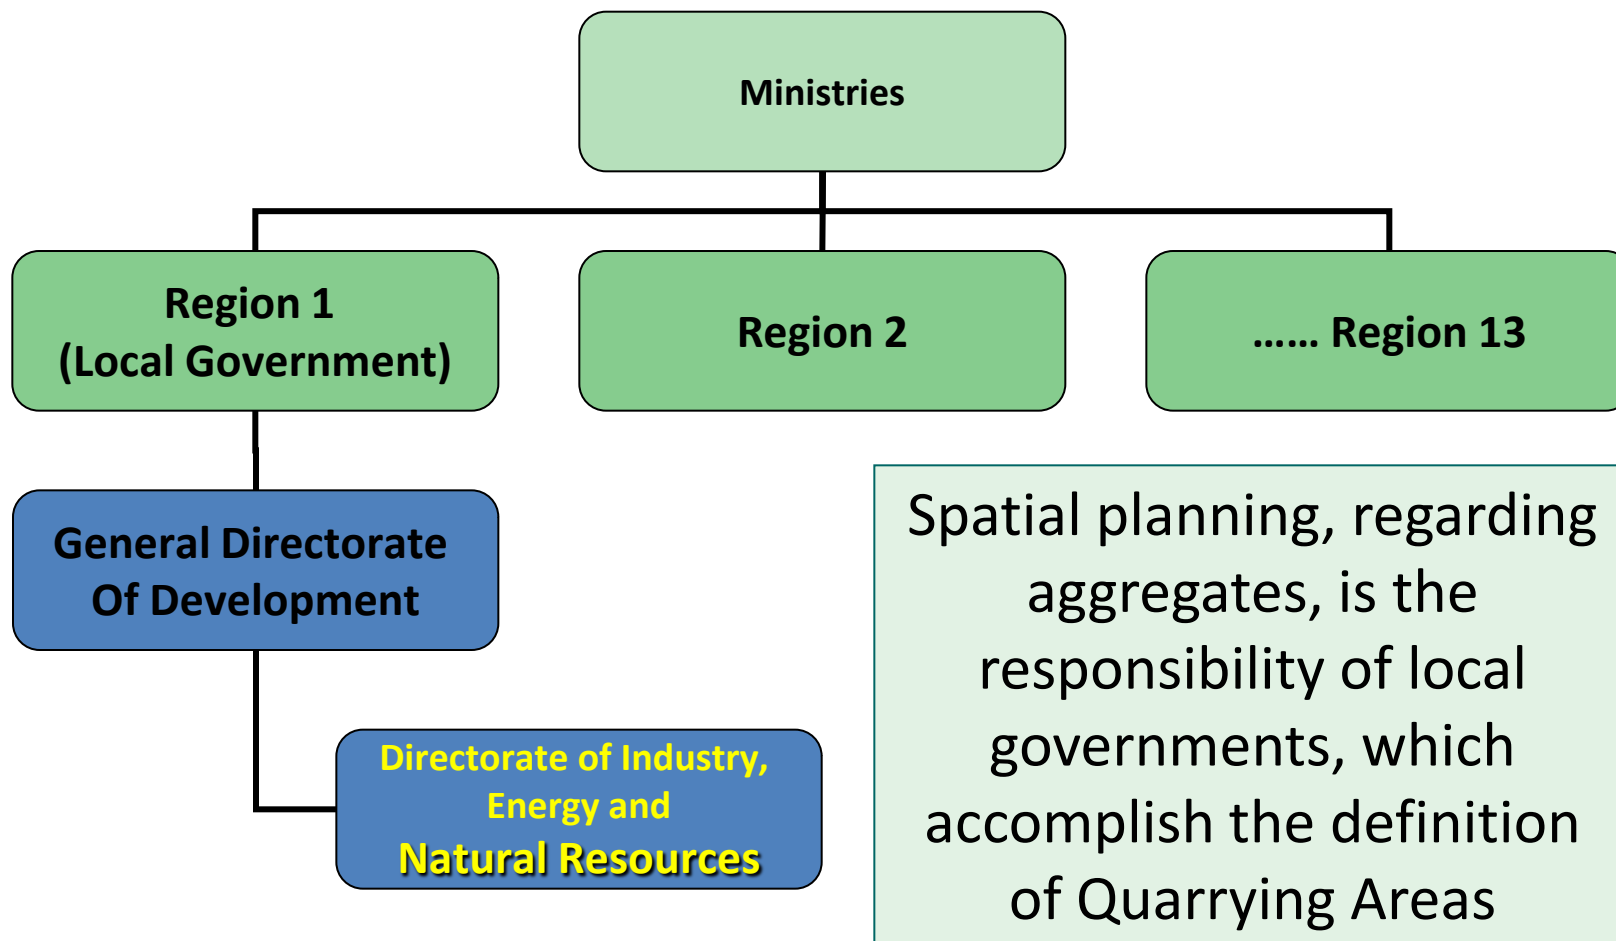 Ministries
Region 1
(Local Government)
Region 2
...... Region 13
General Directorate
Of Development
Directorate of Industry,
Energy and
Natural Resources
Spatial planning, regarding
aggregates, is the
responsibility of local
governments, which
accomplish the definition
of Quarrying Areas